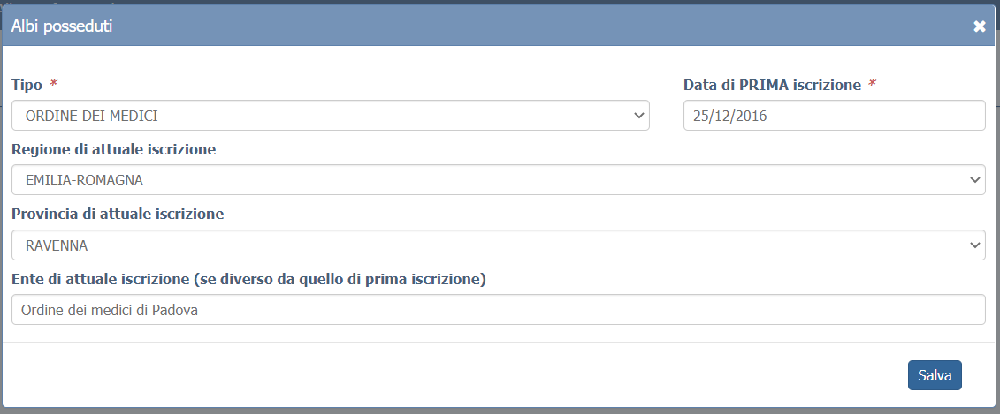 Albi posseduti
Tipo *
Data di PRIMA iscrizione *
ORDINE DEI MEDICI
25/12/2016
Regione di attuale iscrizione
EMILIA-ROMAGNA
Provincia di attuale iscrizione
RAVENNA
Ente di attuale iscrizione (se diverso da quello di prima iscrizione)
Ordine dei medici di Padova
Salva